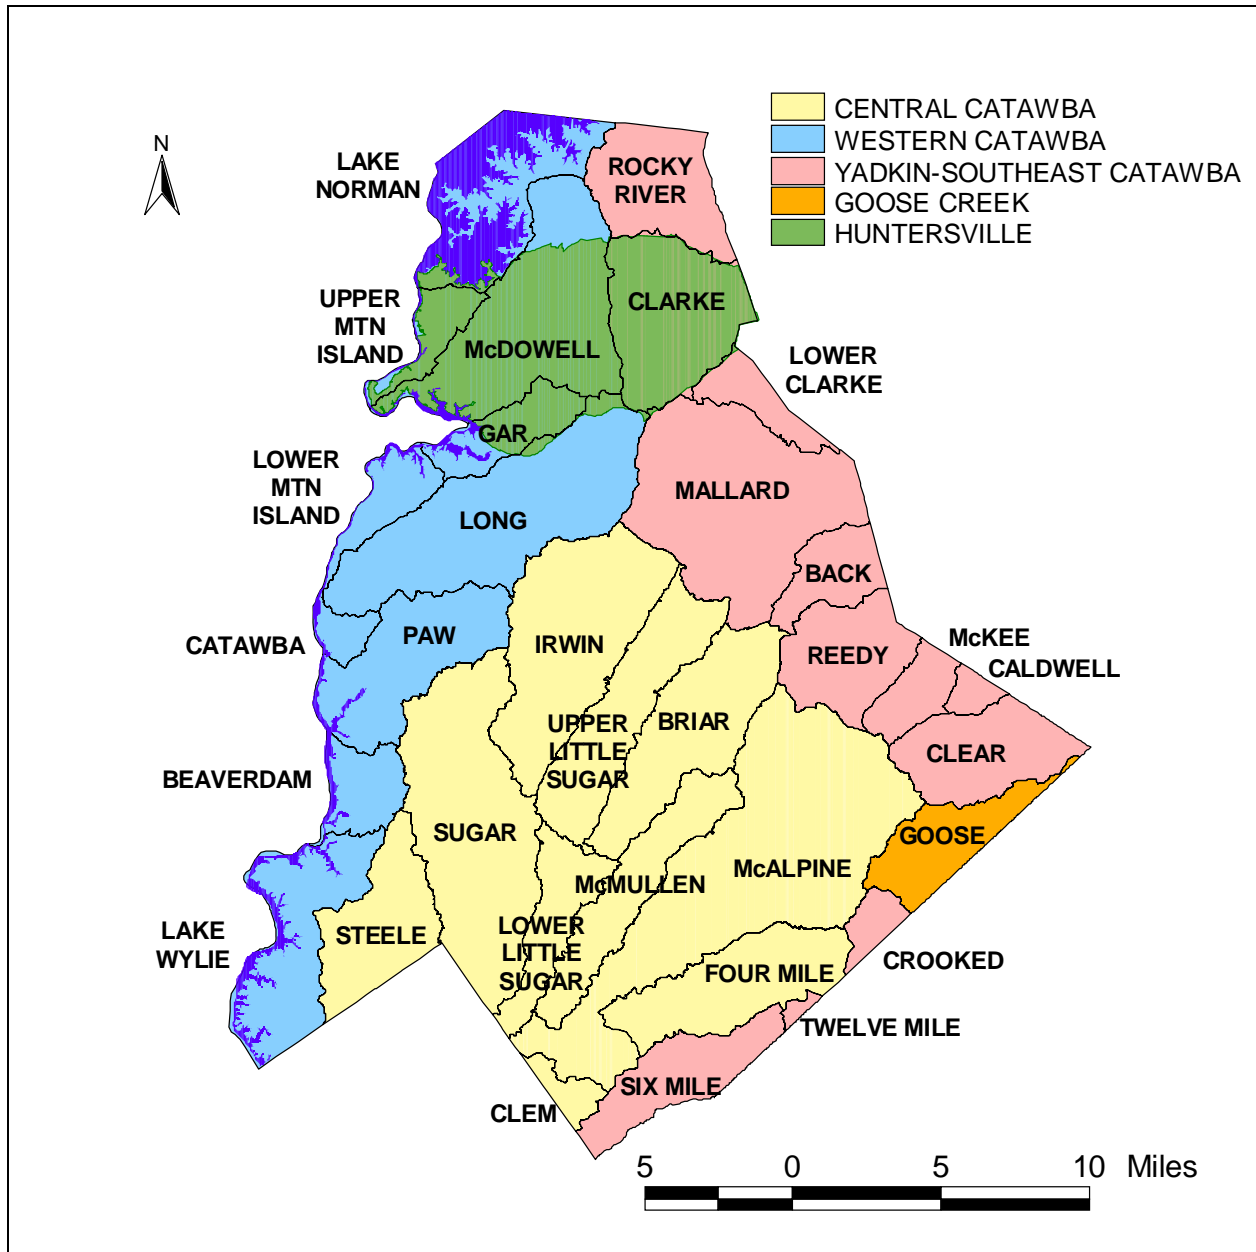 CENTRAL CATAWBA
WESTERN CATAWBA
YADKIN-SOUTHEAST CATAWBA
GOOSE CREEK
HUNTERSVILLE
N
LAKE
NORMAN
ROCKY
RIVER
UPPER
MTN
ISLAND
CLARKE
McDOWELL
LOWER
CLARKE
GAR
LOWER
MTN
ISLAND
MALLARD
LONG
BACK
CATAWBA
PAW
IRWIN
REEDY
McKEE
CALDWELL
UPPER
LITTLE
SUGAR
BRIAR
CLEAR
BEAVERDAM
SUGAR
GOOSE
McMULLEN
McALPINE
LAKE
WYLIE
STEELE
LOWER
LITTLE
SUGAR
FOUR MILE
CROOKED
TWELVE MILE
SIX MILE
CLEM
5 0 5 10 Miles